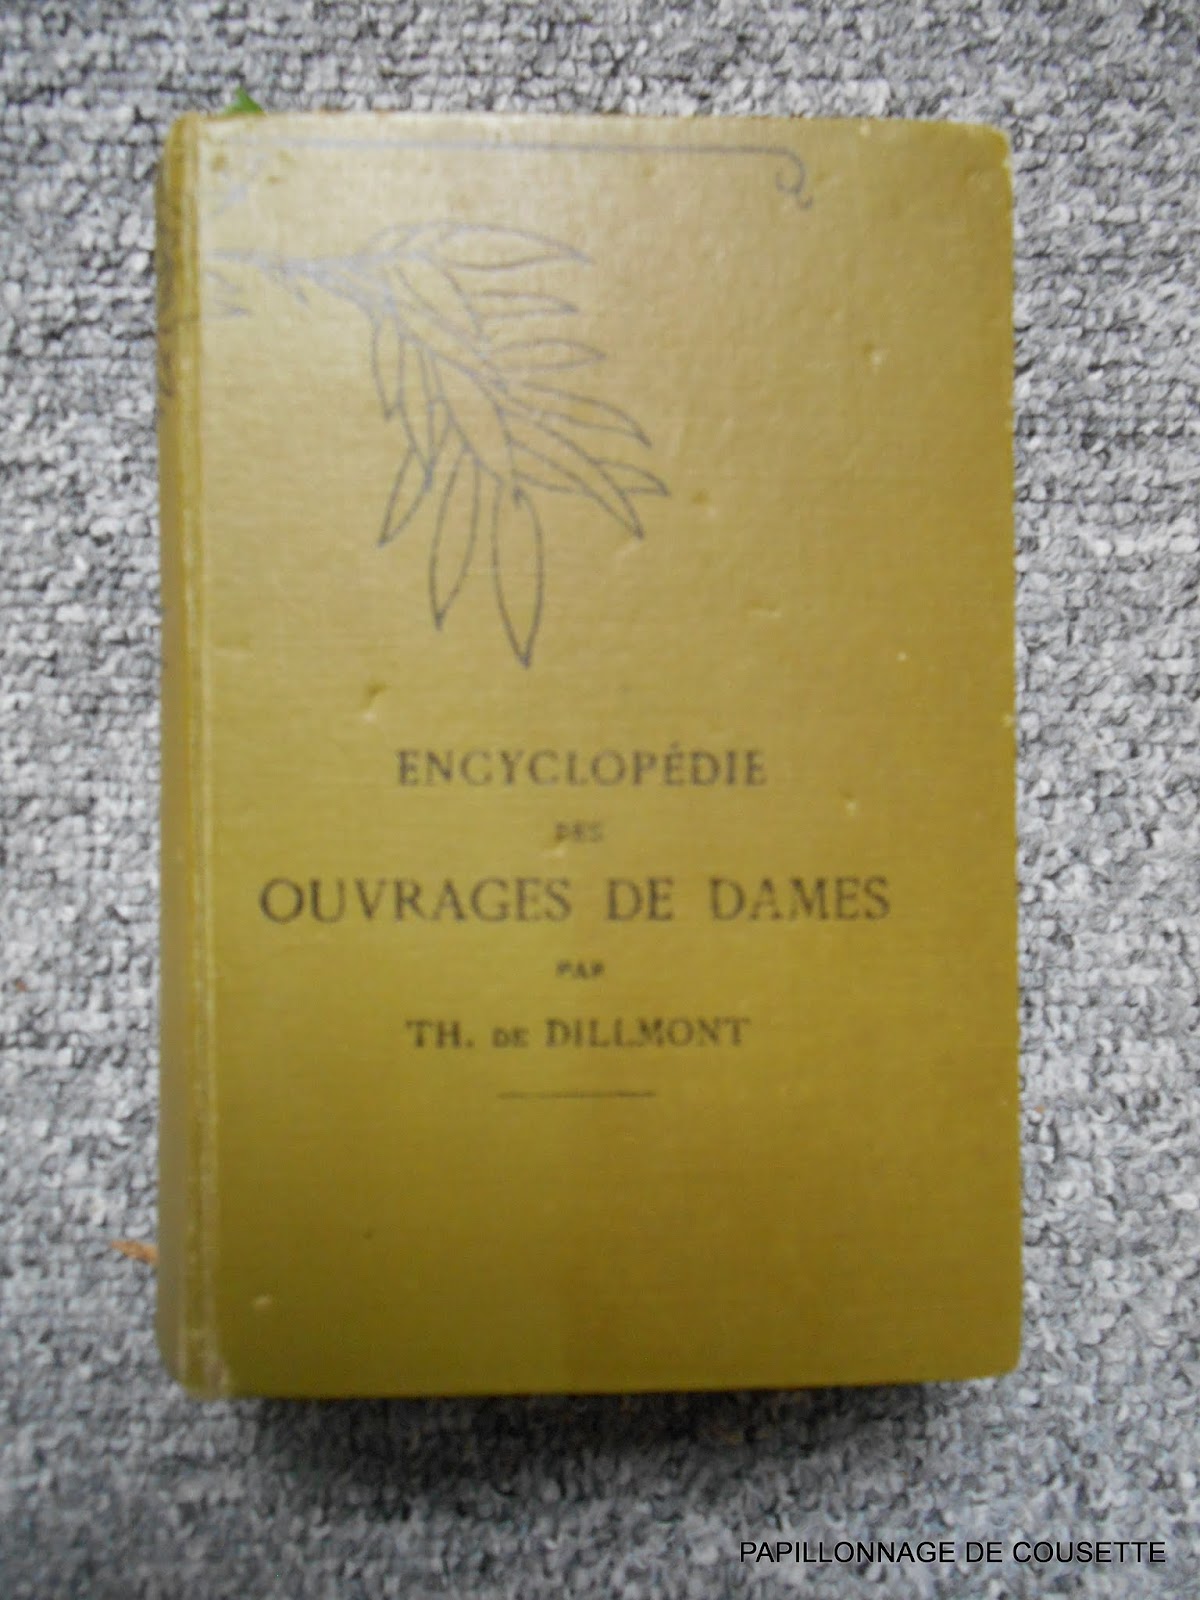 ENCYCLOPÉDIE
DES
OUVRAGES DE DAMES
PAR
TH. DE DILLMONT
PAPILLONNAGE DE COUSETTE